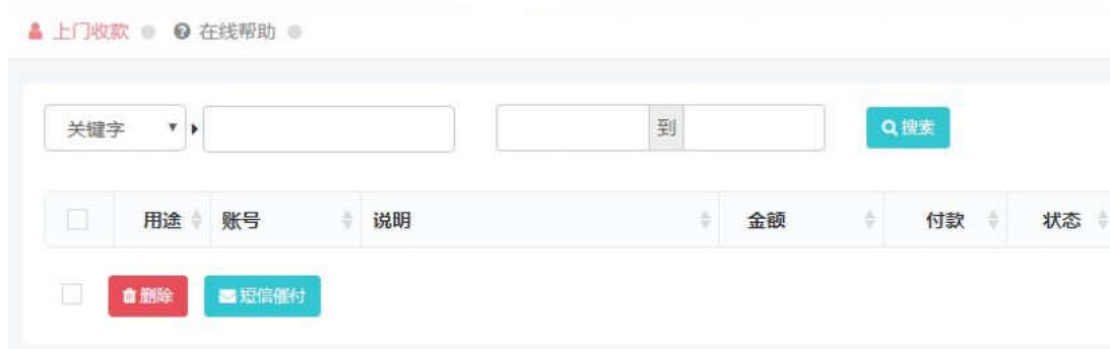 上门收款 在线帮助
关键字 到 搜索
用途 账号 说明 金额 付款 状态
删除 短信催付